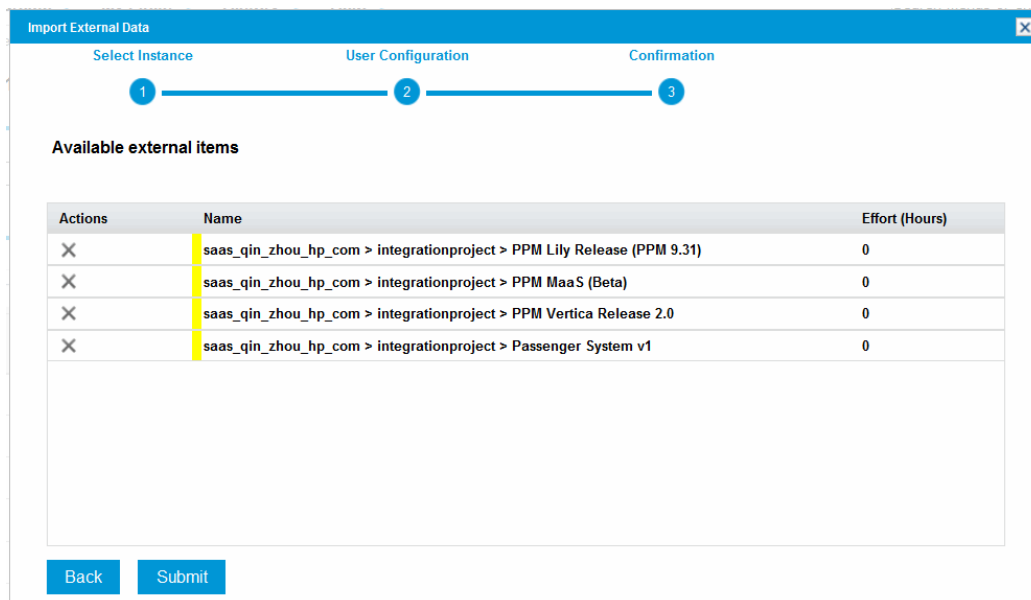 Import External Data
Select Instance User Configuration Confirmation
1 2 3
Available external items
Actions Name Effort (Hours)
saas_qin_zhou_hp_com > integrationproject > PPM Lily Release (PPM 9.31) 0
saas_qin_zhou_hp_com > integrationproject > PPM MaaS (Beta) 0
saas_qin_zhou_hp_com > integrationproject > PPM Vertica Release 2.0 0
saas_qin_zhou_hp_com > integrationproject > Passenger System v1 0
Back Submit